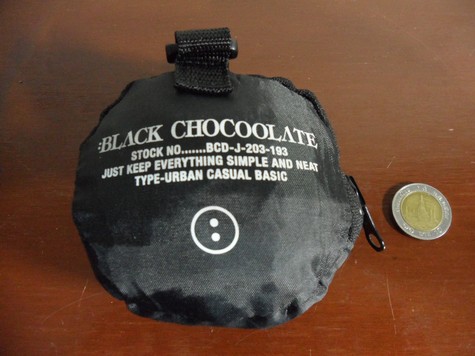 :BLACK CHOCOOLATE
STOCK NO.......BCD-J-203-193
JUST KEEP EVERYTHING SIMPLE AND NEAT
TYPE-URBAN CASUAL BASIC
: